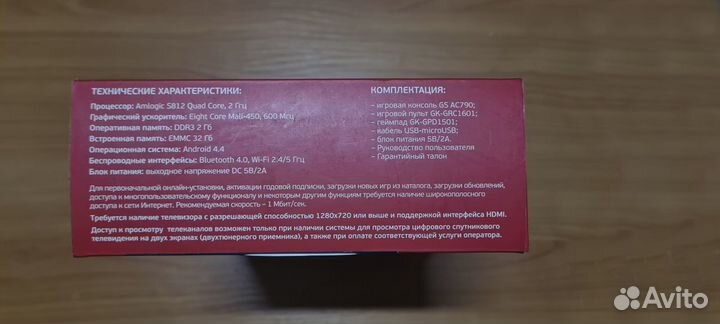 ТЕХНИЧЕСКИЕ ХАРАКТЕРИСТИКИ:
Процессор: Amlogic S812 Quad Core, 2 Ггц
Графический ускоритель: Eight Core Mali-450, 600 Мгц
Оперативная память: DDR3 2 Гб
Встроенная память: EMMC 32 Гб
Операционная система: Android 4.4
Беспроводные интерфейсы: Bluetooth 4.0, Wi-Fi 2.4/5 Ггц
Блок питания: выходное напряжение DC 5В/2А
КОМПЛЕКТАЦИЯ:
– игровая консоль GS AC790;
– игровой пульт GK-GRC1601;
– геймпад GK-GPD1501;
– кабель USB-microUSB;
– блок питания 5В/2А.
– Руководство пользователя
– Гарантийный талон
Для первоначальной онлайн-установки, активации годовой подписки, загрузки новых игр из каталога, загрузки обновлений,
доступа к многопользовательскому функционалу и некоторым другим функциям требуется наличие широкополосного
доступа к сети Интернет. Рекомендуемая скорость – 1 Мбит/сек.
Требуется наличие телевизора с разрешающей способностью 1280x720 или выше и поддержкой интерфейса HDMI.
Доступ к просмотру телеканалов возможен только при наличии системы для просмотра цифрового спутникового
телевидения на двух экранах (двухтюнерного приемника), а также при оплате соответствующей услуги оператора.
Avito